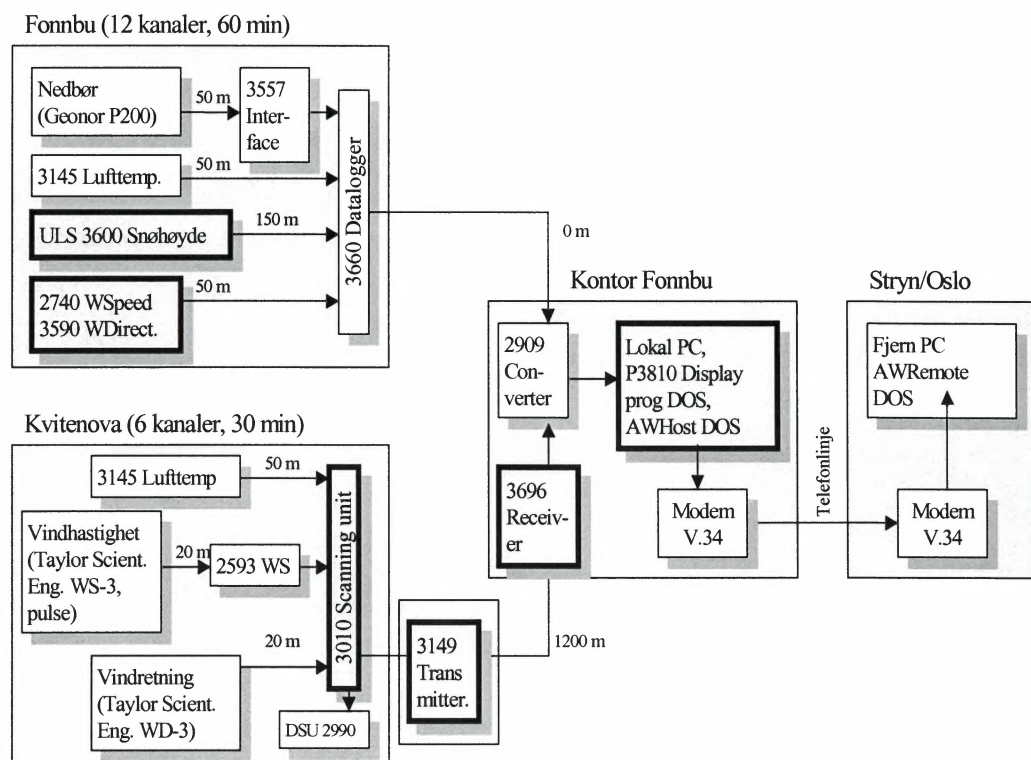 Fonnbu (12 kanaler, 60 min)
Nedbør
(Geonor P200)
50 m
3557
Inter-
face
3145 Lufttemp.
50 m
ULS 3600 Snøhøyde
150 m
2740 WSpeed
3590 WDirect.
50 m
3660 Datalogger
0 m
Kontor Fonnbu
2909
Con-
verter
Lokal PC,
P3810 Display
prog DOS,
AWHost DOS
3696
Receiv-
er
Modem
V.34
Telefonlinje
Stryn/Oslo
Fjern PC
AWRemote
DOS
Modem
V.34
Kvitenova (6 kanaler, 30 min)
3145 Lufttemp
50 m
Vindhastighet
(Taylor Scient.
Eng. WS-3,
pulse)
20 m
2593 WS
Vindretning
(Taylor Scient.
Eng. WD-3)
20 m
3010 Scanning unit
DSU 2990
3149
Trans
mitter.
1200 m